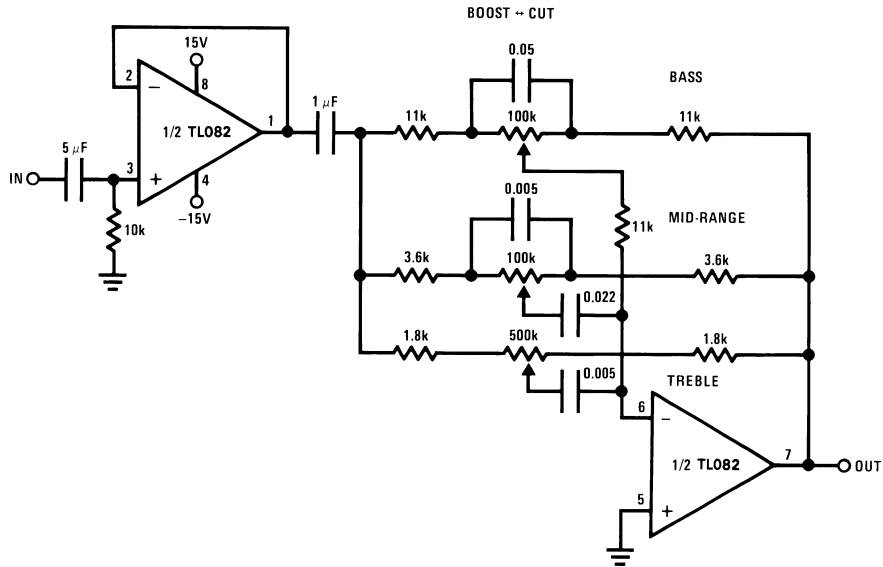 BOOST ↔ CUT
0.05
BASS
15V
2
8
−
1 µF
11k
100k
11k
1/2 TL082
1
5 µF
IN
3
+
4
−15V
10k
0.005
11k
MID-RANGE
3.6k
100k
3.6k
0.022
1.8k
500k
1.8k
0.005
TREBLE
6
−
1/2 TL082
7
OUT
5
+